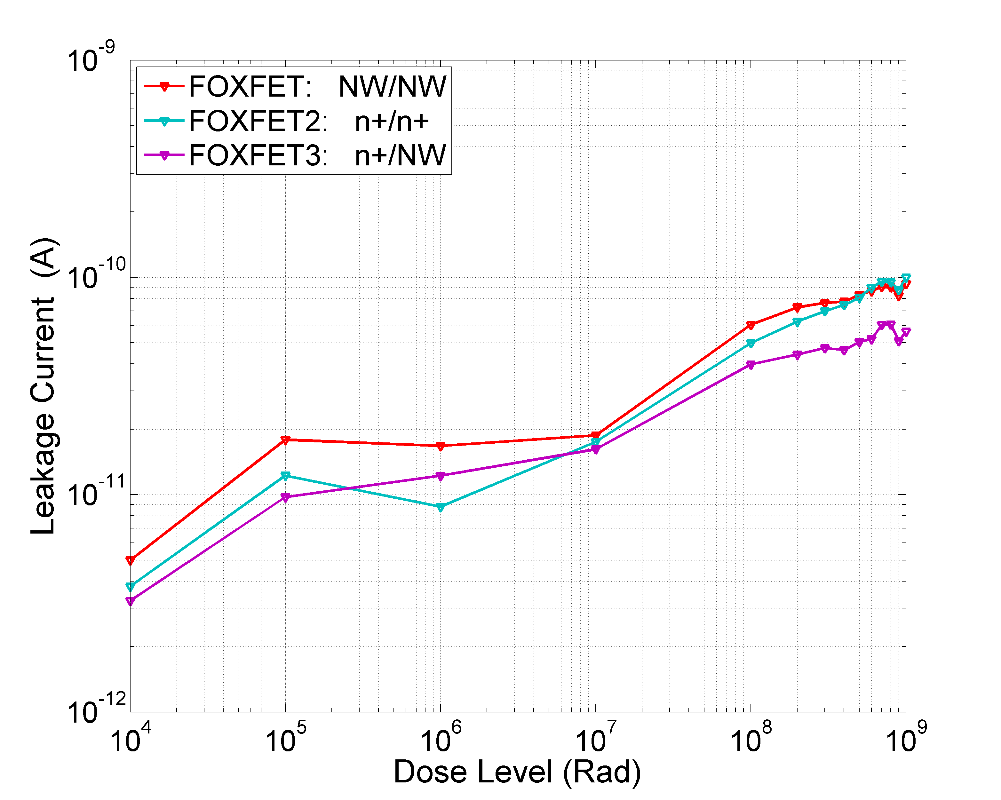 10^-9
FOXFET: NW/NW
FOXFET2: n+/n+
FOXFET3: n+/NW
10^-10
Leakage Current (A)
10^-11
10^-12
10^4 10^5 10^6 10^7 10^8 10^9
Dose Level (Rad)